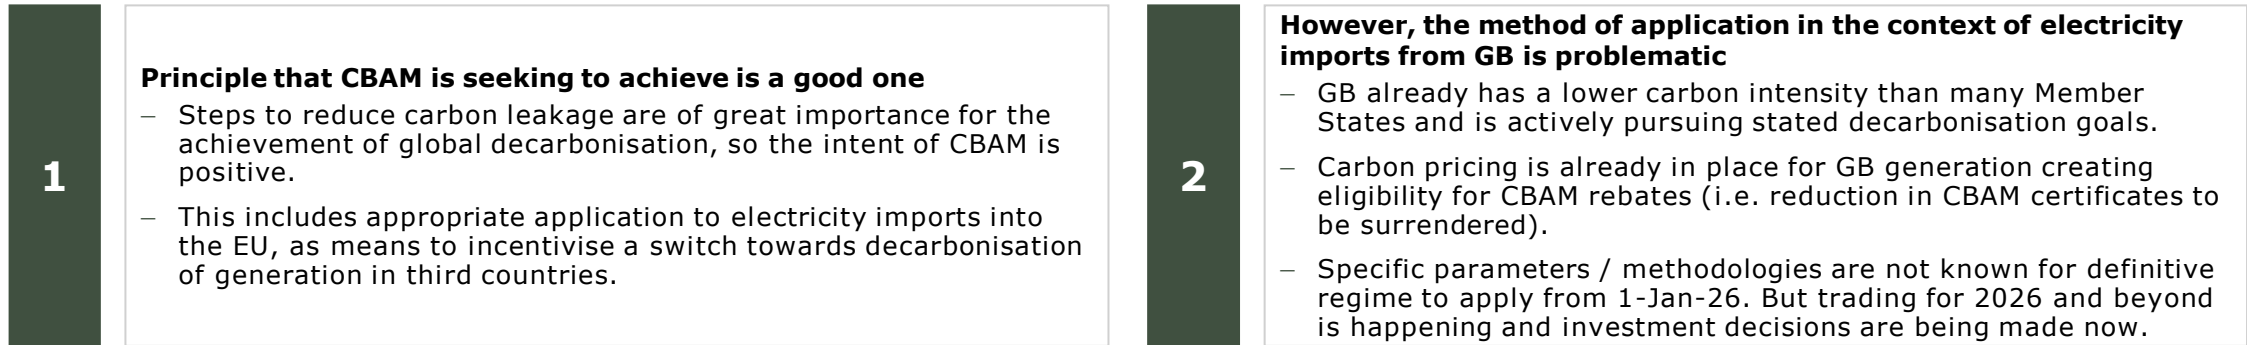 1
Principle that CBAM is seeking to achieve is a good one
– Steps to reduce carbon leakage are of great importance for the
achievement of global decarbonisation, so the intent of CBAM is
positive.
– This includes appropriate application to electricity imports into
the EU, as means to incentivise a switch towards decarbonisation
of generation in third countries.
2
However, the method of application in the context of electricity
imports from GB is problematic
– GB already has a lower carbon intensity than many Member
States and is actively pursuing stated decarbonisation goals.
– Carbon pricing is already in place for GB generation creating
eligibility for CBAM rebates (i.e. reduction in CBAM certificates to
be surrendered).
– Specific parameters / methodologies are not known for definitive
regime to apply from 1-Jan-26. But trading for 2026 and beyond
is happening and investment decisions are being made now.